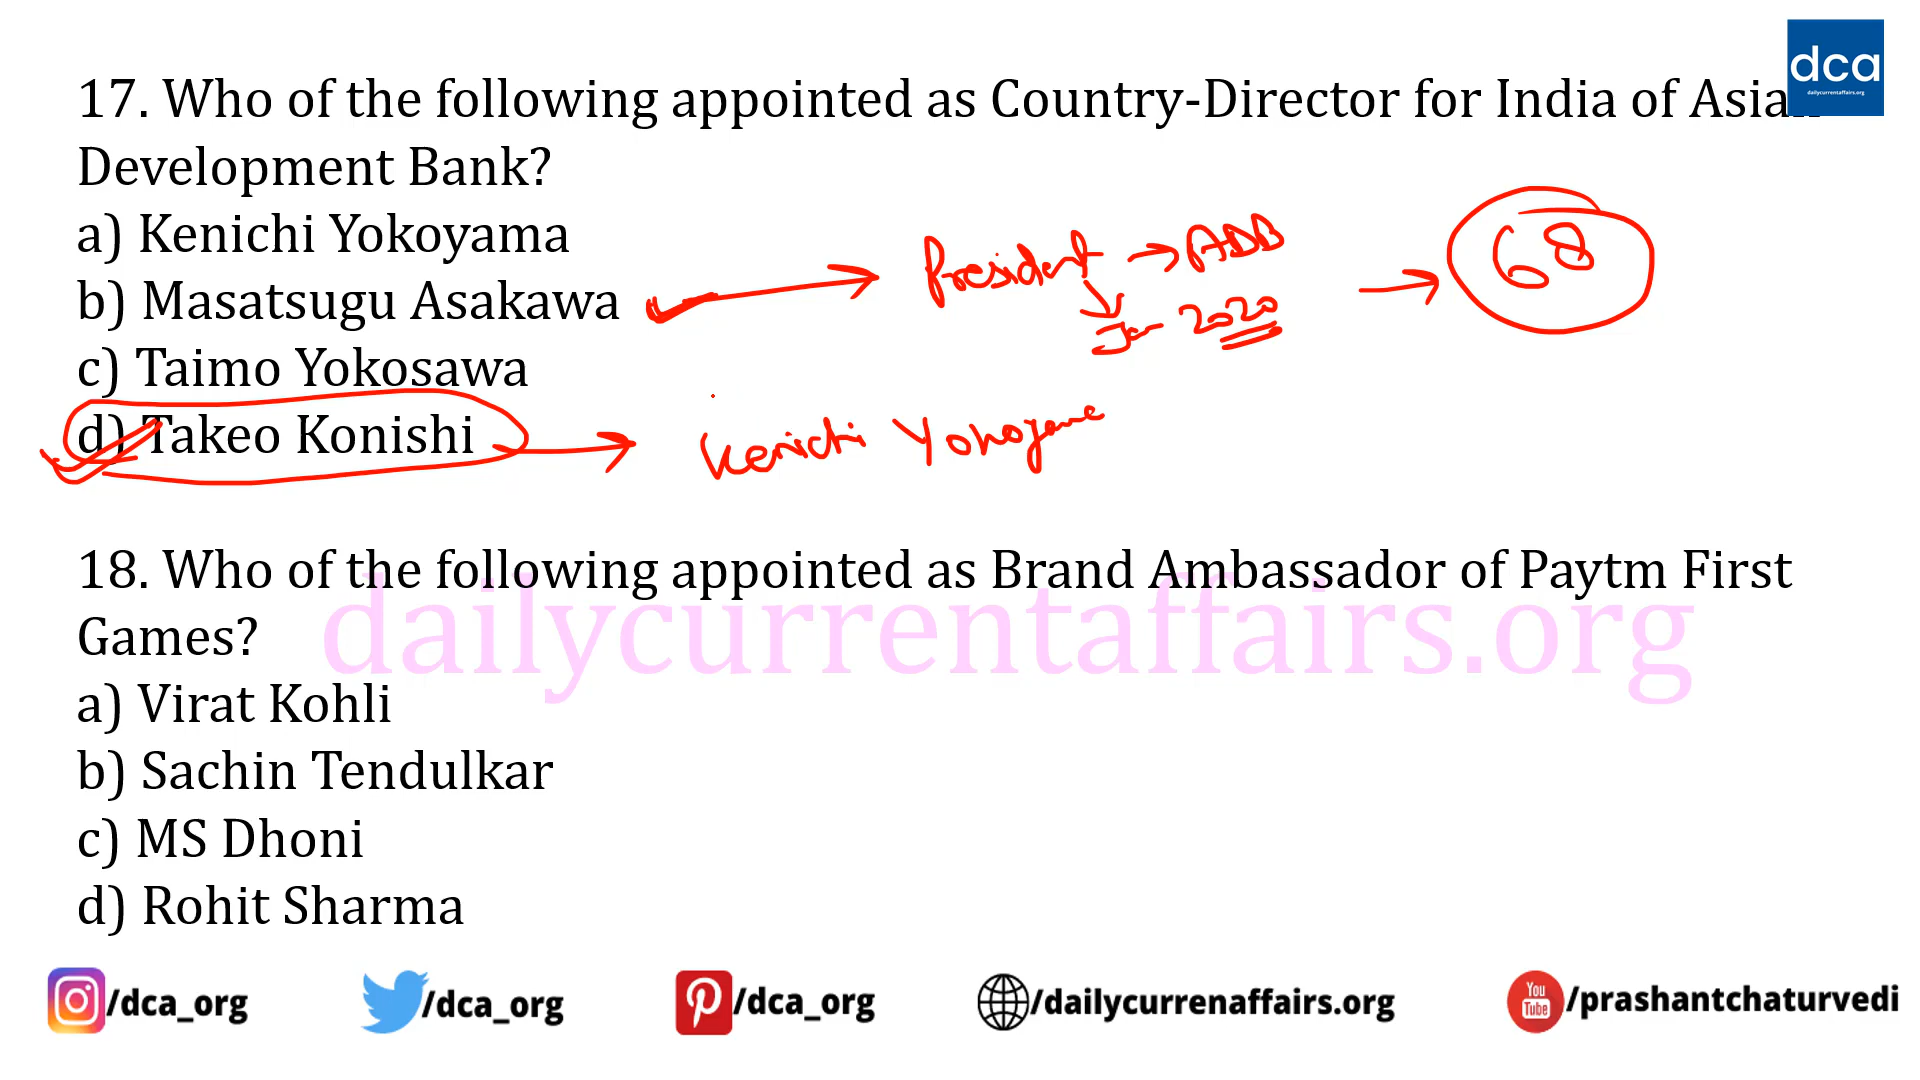 dca
dailycurrentaffairs.org
17. Who of the following appointed as Country-Director for India of Asian
Development Bank?
a) Kenichi Yokoyama
b) Masatsugu Asakawa
President → ADB
Jan 2020
→ 68
c) Taimo Yokosawa
d) Takeo Konishi
Kenichi Yokoyama
18. Who of the following appointed as Brand Ambassador of Paytm First
Games?
dailycurrentaffairs.org
a) Virat Kohli
b) Sachin Tendulkar
c) MS Dhoni
d) Rohit Sharma
/dca_org /dca_org /dca_org /dailycurrenaffairs.org You Tube /prashantchaturvedi